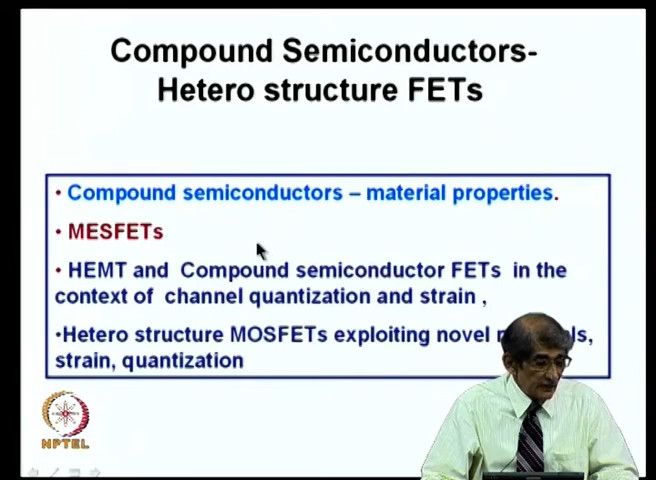 Compound Semiconductors-
Hetero structure FETs
• Compound semiconductors – material properties.
• MESFETs
• HEMT and Compound semiconductor FETs in the
context of channel quantization and strain ,
•Hetero structure MOSFETs exploiting novel
strain, quantization
NPTEL